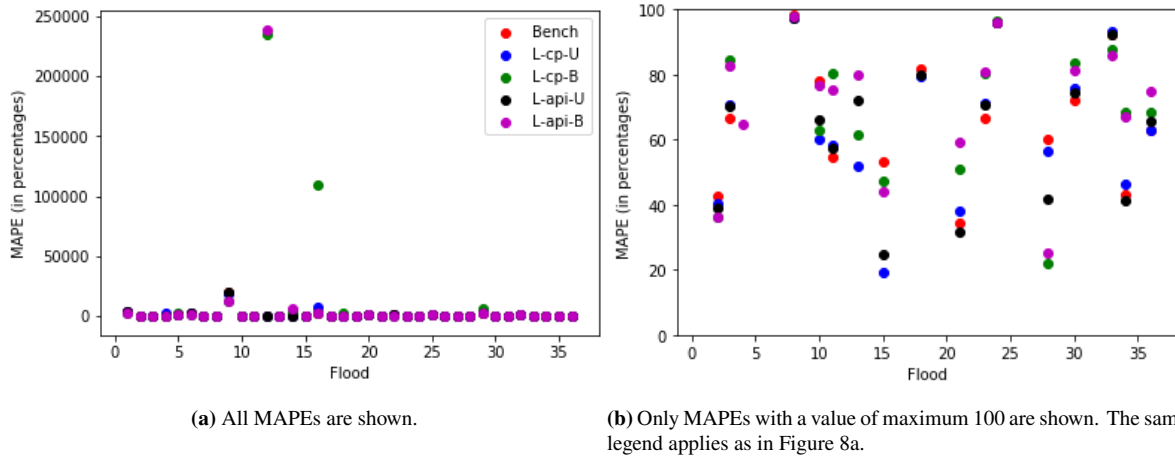 250000
200000
150000
100000
50000
0
MAPE (in percentages)
Bench
L-cp-U
L-cp-B
L-api-U
L-api-B
0 5 10 15 20 25 30 35
Flood
(a) All MAPEs are shown.
100
80
60
40
20
0
MAPE (in percentages)
0 5 10 15 20 25 30 35
Flood
(b) Only MAPEs with a value of maximum 100 are shown. The sam
legend applies as in Figure 8a.